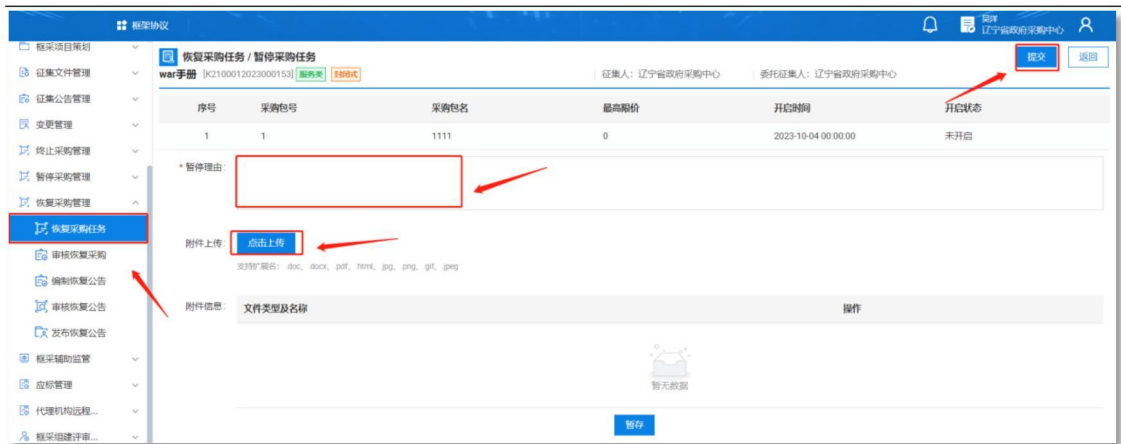 框架协议
辽宁省政府采购中心
框采项目策划
征集文件管理
征集公告管理
变更管理
终止采购管理
暂停采购管理
恢复采购管理
恢复采购任务
审核恢复采购
编制恢复公告
审核恢复公告
发布恢复公告
框采辅助监管
应标管理
代理机构远程...
框采组建评审...
恢复采购任务 / 暂停采购任务
提交 返回
war手册 [K2100012023000153] 服务类 封闭式 征集人：辽宁省政府采购中心 委托征集人：辽宁省政府采购中心
序号 采购包号 采购包名 最高限价 开启时间 开启状态
1 1 1111 0 2023-10-04 00:00:00 未开启
* 暂停理由:
附件上传: 点击上传
支持扩展名: .doc, .docx, .pdf, .html, .jpg, .png, .gif, .jpeg
附件信息: 文件类型及名称 操作
暂无数据
暂存